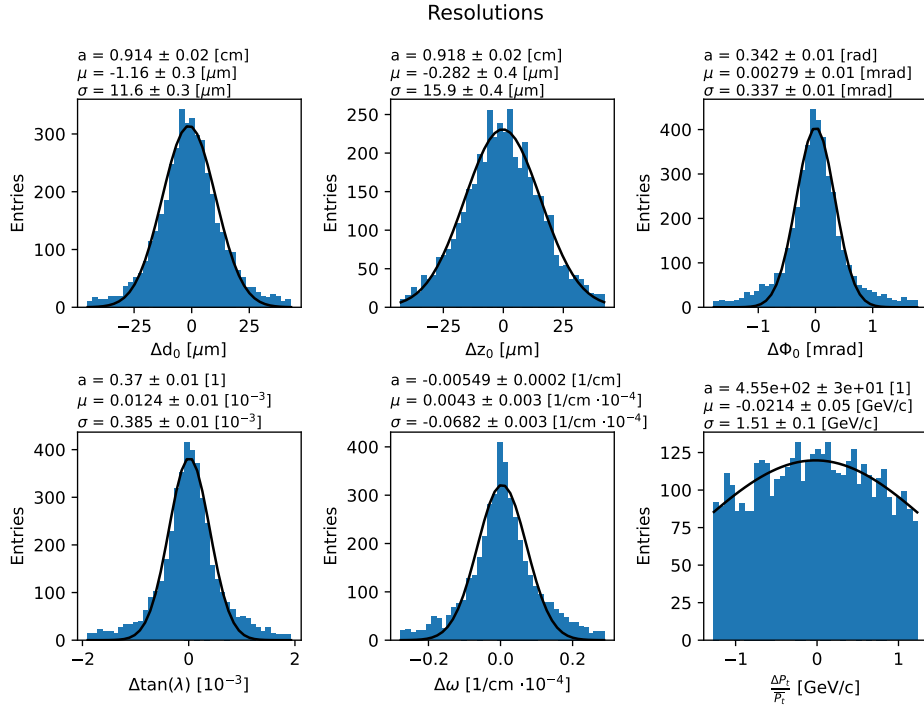 Resolutions
a = 0.914 ± 0.02 [cm]
μ = -1.16 ± 0.3 [μm]
σ = 11.6 ± 0.3 [μm]
Entries
300
200
100
0
−25
0
25
Δd₀ [μm]
a = 0.918 ± 0.02 [cm]
μ = -0.282 ± 0.4 [μm]
σ = 15.9 ± 0.4 [μm]
Entries
250
200
150
100
50
0
−25
0
25
Δz₀ [μm]
a = 0.342 ± 0.01 [rad]
μ = 0.00279 ± 0.01 [mrad]
σ = 0.337 ± 0.01 [mrad]
Entries
400
300
200
100
0
−1
0
1
ΔΦ₀ [mrad]
a = 0.37 ± 0.01 [1]
μ = 0.0124 ± 0.01 [10⁻³]
σ = 0.385 ± 0.01 [10⁻³]
Entries
400
300
200
100
0
−2
0
2
Δtan(λ) [10⁻³]
a = -0.00549 ± 0.0002 [1/cm]
μ = 0.0043 ± 0.003 [1/cm ·10⁻⁴]
σ = -0.0682 ± 0.003 [1/cm ·10⁻⁴]
Entries
400
300
200
100
0
−0.2
0.0
0.2
Δω [1/cm ·10⁻⁴]
a = 4.55e+02 ± 3e+01 [1]
μ = -0.0214 ± 0.05 [GeV/c]
σ = 1.51 ± 0.1 [GeV/c]
Entries
125
100
75
50
25
0
−1
0
1
ΔPₜ/Pₜ [GeV/c]